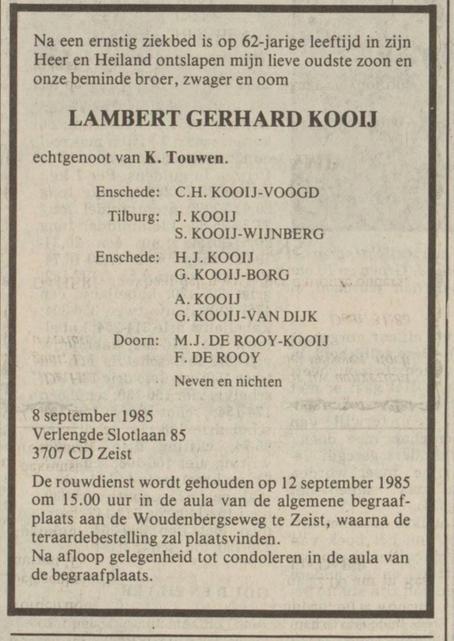 Na een ernstig ziekbed is op 62-jarige leeftijd in zijn
Heer en Heiland ontslapen mijn lieve oudste zoon en
onze beminde broer, zwager en oom
LAMBERT GERHARD KOOIJ
echtgenoot van K. Touwen.
Enschede: C.H. KOOIJ-VOOGD
Tilburg: J. KOOIJ
S. KOOIJ-WIJNBERG
Enschede: H.J. KOOIJ
G. KOOIJ-BORG
A. KOOIJ
G. KOOIJ-VAN DIJK
Doorn: M.J. DE ROOY-KOOIJ
F. DE ROOY
Neven en nichten
8 september 1985
Verlengde Slotlaan 85
3707 CD Zeist
De rouwdienst wordt gehouden op 12 september 1985
om 15.00 uur in de aula van de algemene begraaf-
plaats aan de Woudenbergseweg te Zeist, waarna de
teraardebestelling zal plaatsvinden.
Na afloop gelegenheid tot condoleren in de aula van
de begraafplaats.